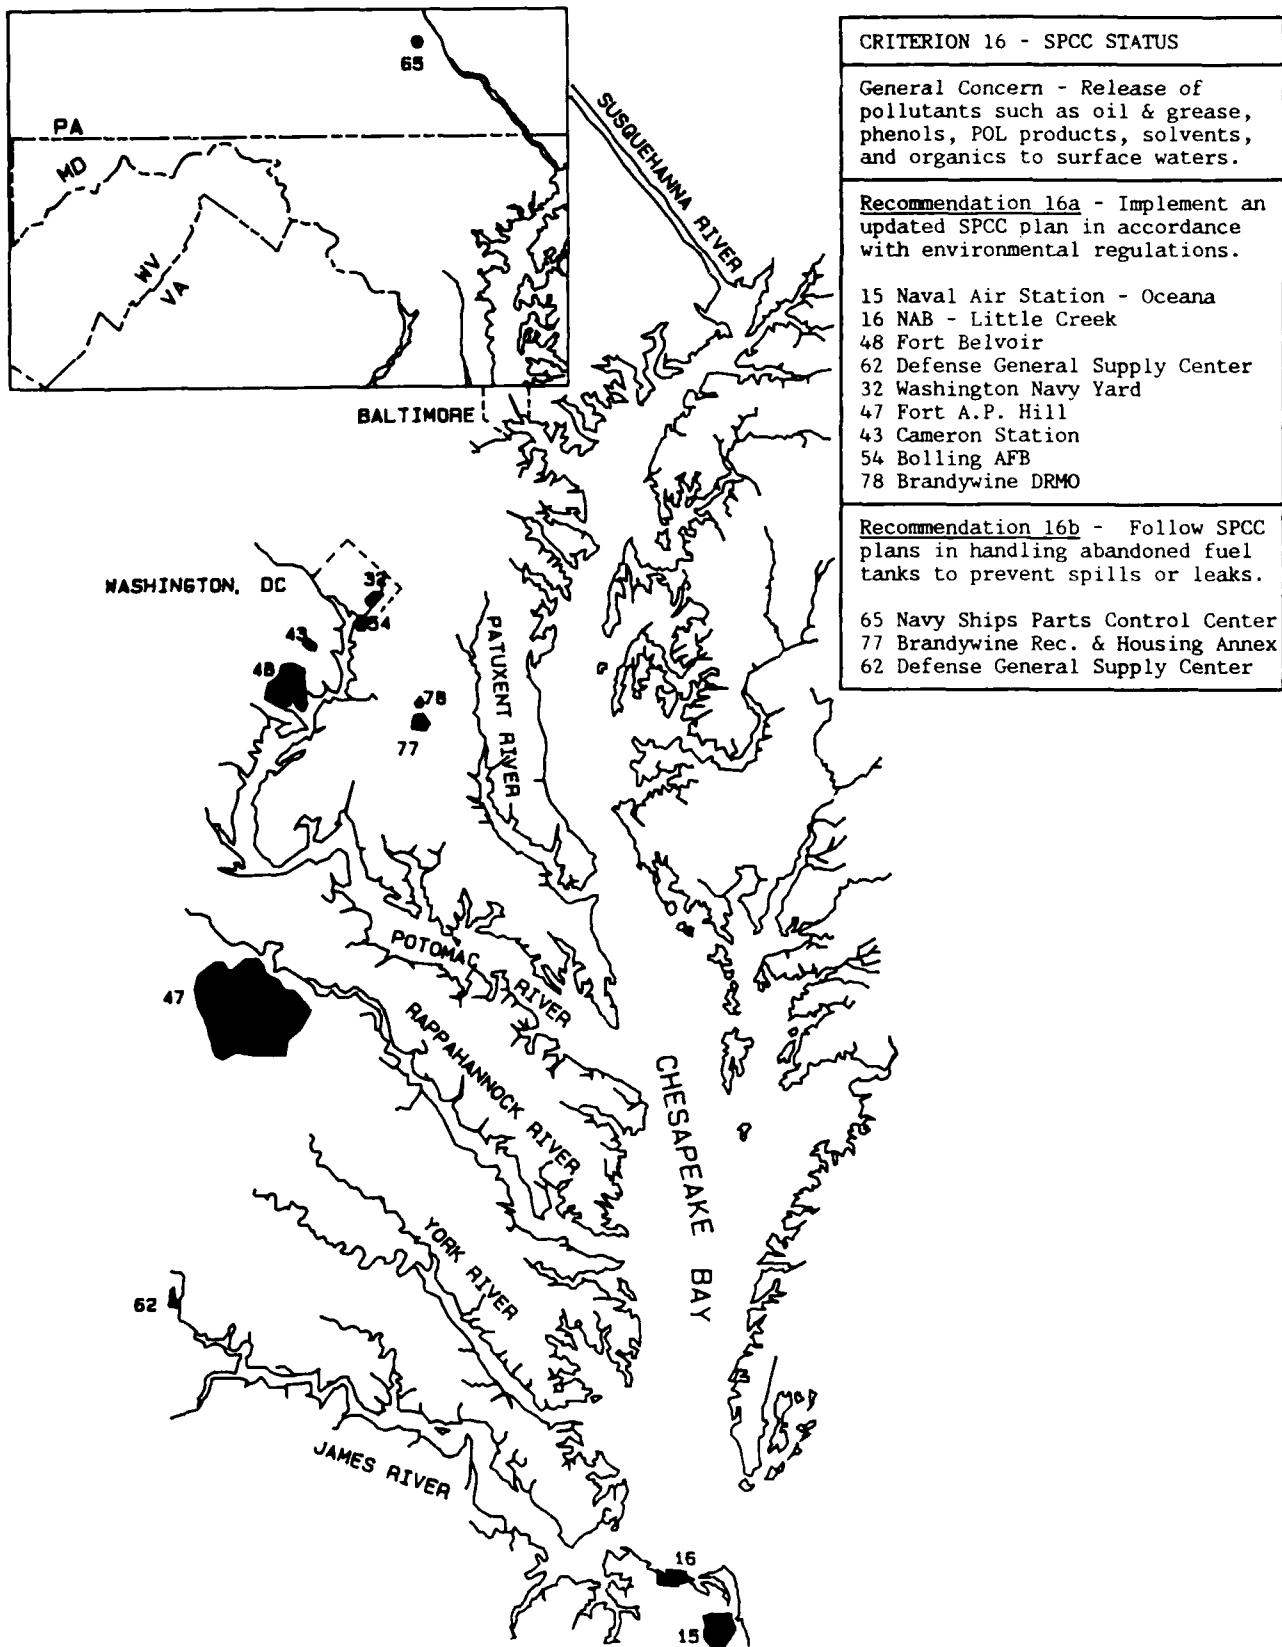 65
PA
MD
WV
VA
SUSQUEHANNA RIVER
BALTIMORE
WASHINGTON, DC
32
54
43
48
78
77
PATUXENT RIVER
POTOMAC RIVER
47
RAPPAHANNOCK RIVER
CHESAPEAKE BAY
YORK RIVER
62
JAMES RIVER
16
15
CRITERION 16 - SPCC STATUS
General Concern - Release of
pollutants such as oil & grease,
phenols, POL products, solvents,
and organics to surface waters.
Recommendation 16a - Implement an
updated SPCC plan in accordance
with environmental regulations.
15 Naval Air Station - Oceana
16 NAB - Little Creek
48 Fort Belvoir
62 Defense General Supply Center
32 Washington Navy Yard
47 Fort A.P. Hill
43 Cameron Station
54 Bolling AFB
78 Brandywine DRMO
Recommendation 16b - Follow SPCC
plans in handling abandoned fuel
tanks to prevent spills or leaks.
65 Navy Ships Parts Control Center
77 Brandywine Rec. & Housing Annex
62 Defense General Supply Center